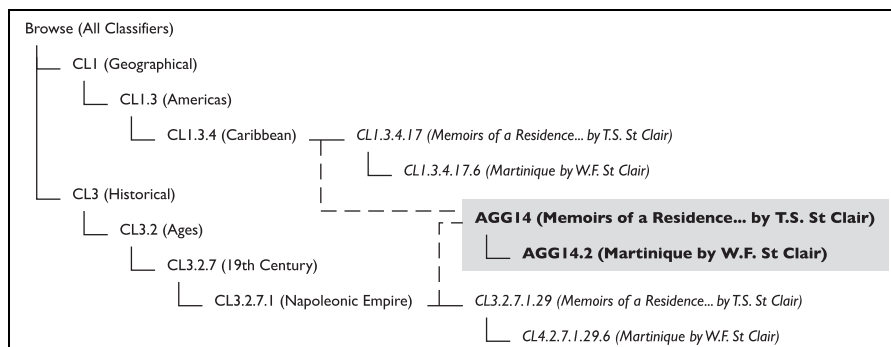 Browse (All Classifiers)
CL1 (Geographical)
CL1.3 (Americas)
CL1.3.4 (Caribbean)
CL1.3.4.17 (Memoirs of a Residence... by T.S. St Clair)
CL1.3.4.17.6 (Martinique by W.F. St Clair)
CL3 (Historical)
AGG14 (Memoirs of a Residence... by T.S. St Clair)
CL3.2 (Ages)
AGG14.2 (Martinique by W.F. St Clair)
CL3.2.7 (19th Century)
CL3.2.7.1 (Napoleonic Empire)
CL3.2.7.1.29 (Memoirs of a Residence... by T.S. St Clair)
CL4.2.7.1.29.6 (Martinique by W.F. St Clair)